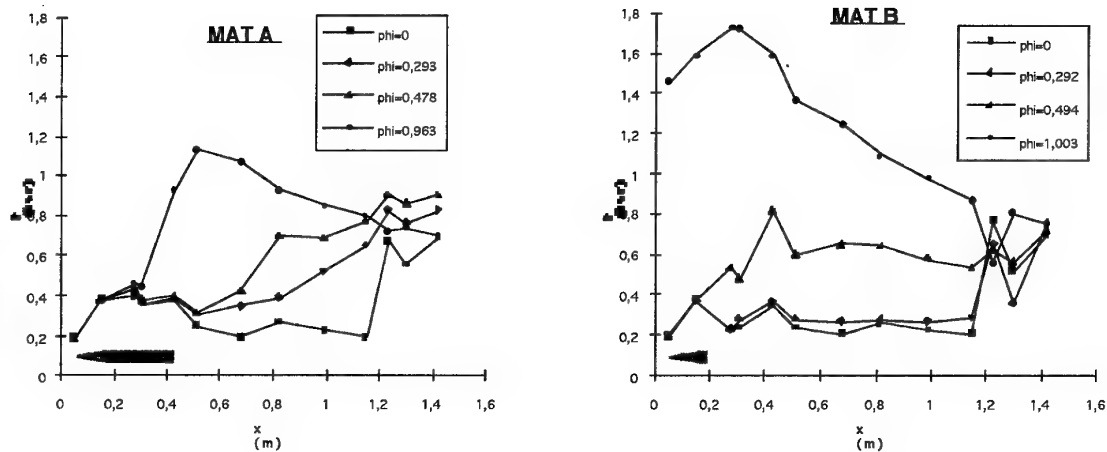 MAT A
phi=0
phi=0,293
phi=0,478
phi=0,963
1,8
1,6
1,4
1,2
1
0,8
0,6
0,4
0,2
0
0 0,2 0,4 0,6 0,8 1 1,2 1,4 1,6
x
(m)
MAT B
phi=0
phi=0,292
phi=0,494
phi=1,003
1,8
1,6
1,4
1,2
1
0,8
0,6
0,4
0,2
0
0 0,2 0,4 0,6 0,8 1 1,2 1,4 1,6
x
(m)